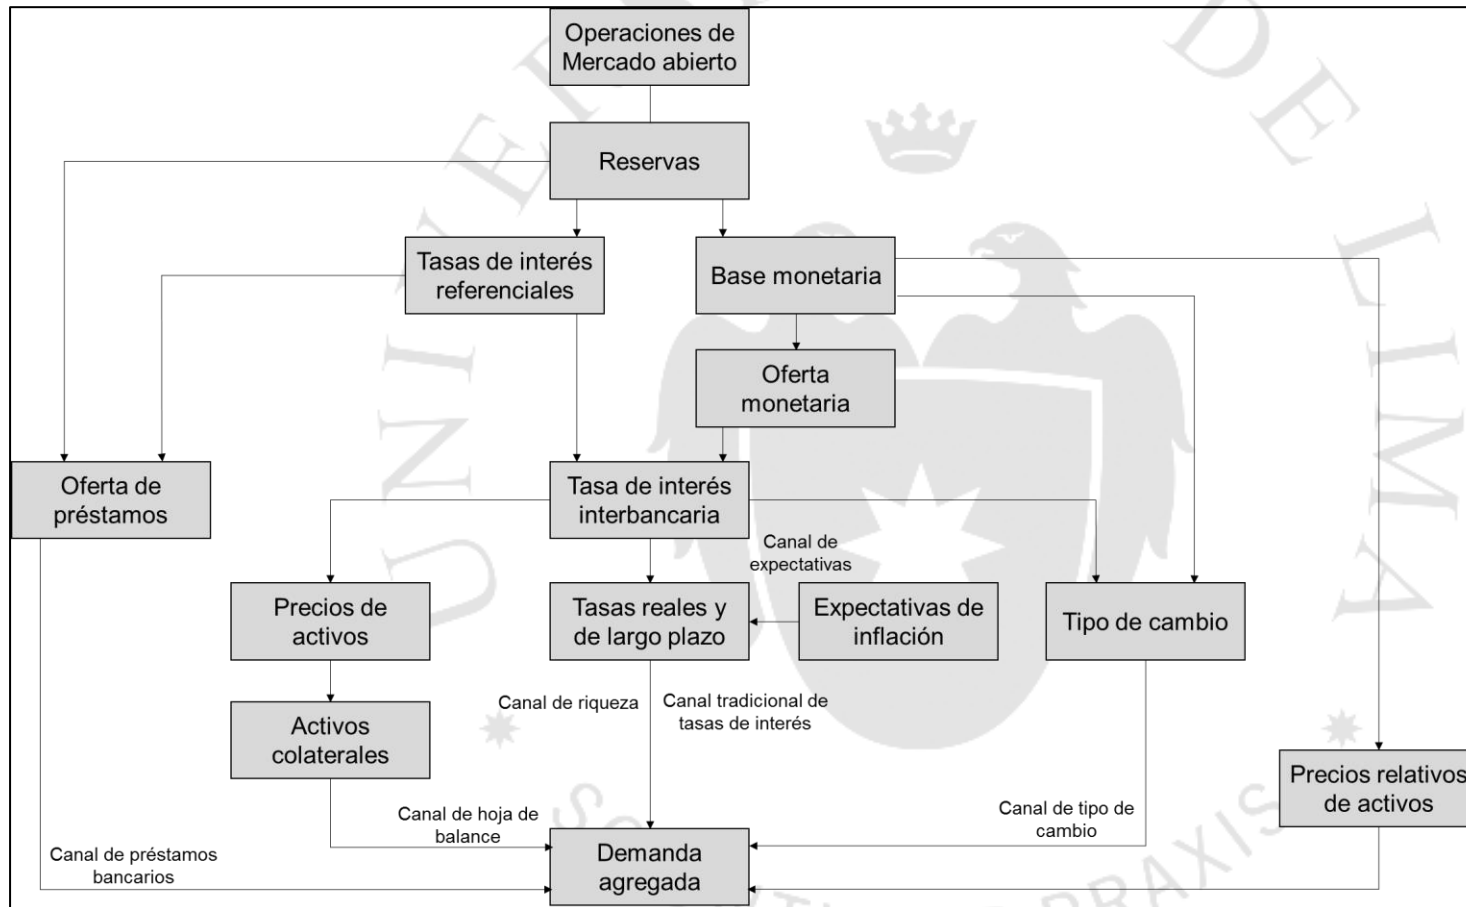 Operaciones de
Mercado abierto
Reservas
Tasas de interés
referenciales
Base monetaria
Oferta
monetaria
Oferta de
préstamos
Tasa de interés
interbancaria
Canal de
expectativas
Precios de
activos
Tasas reales y
de largo plazo
Expectativas de
inflación
Tipo de cambio
Canal de riqueza
Canal tradicional de
tasas de interés
Activos
colaterales
Precios relativos
de activos
Canal de hoja de
balance
Canal de tipo de
cambio
Canal de préstamos
bancarios
Demanda
agregada
DE LIMA
PRAXIS